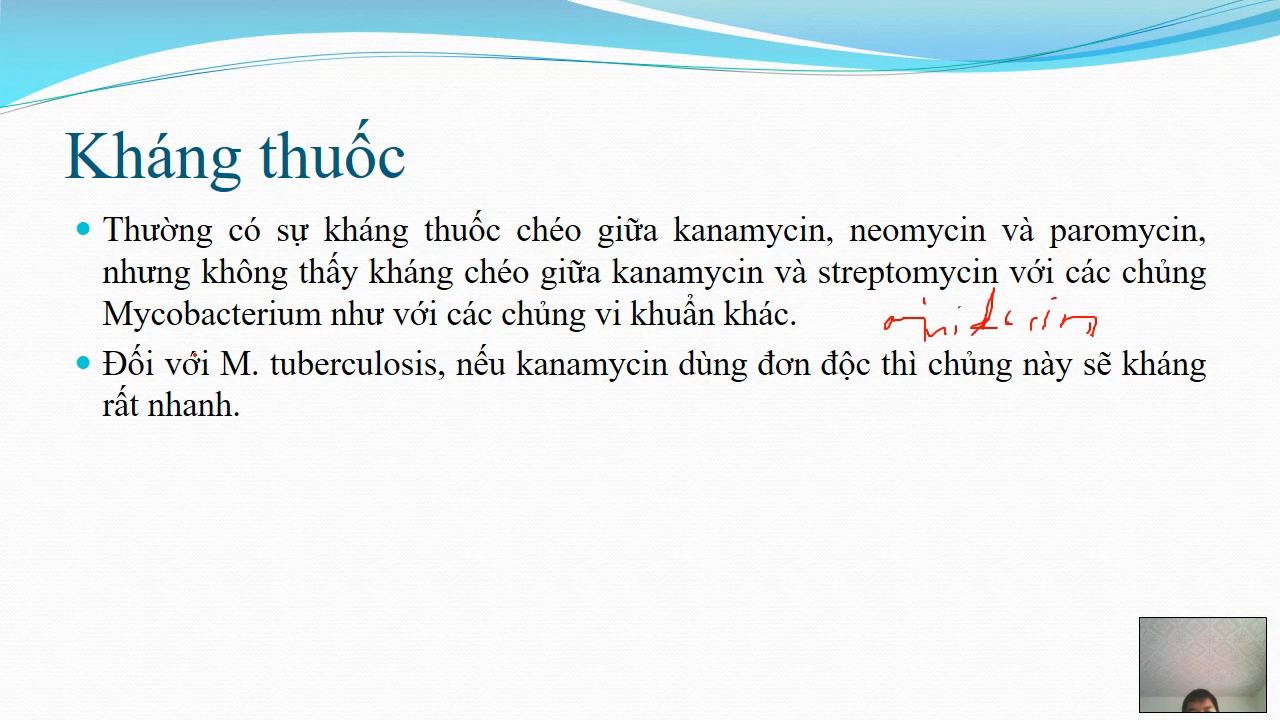 Kháng thuốc
Thường có sự kháng thuốc chéo giữa kanamycin, neomycin và paromycin,
nhưng không thấy kháng chéo giữa kanamycin và streptomycin với các chủng
Mycobacterium như với các chủng vi khuẩn khác.
Đối với M. tuberculosis, nếu kanamycin dùng đơn độc thì chủng này sẽ kháng
rất nhanh.